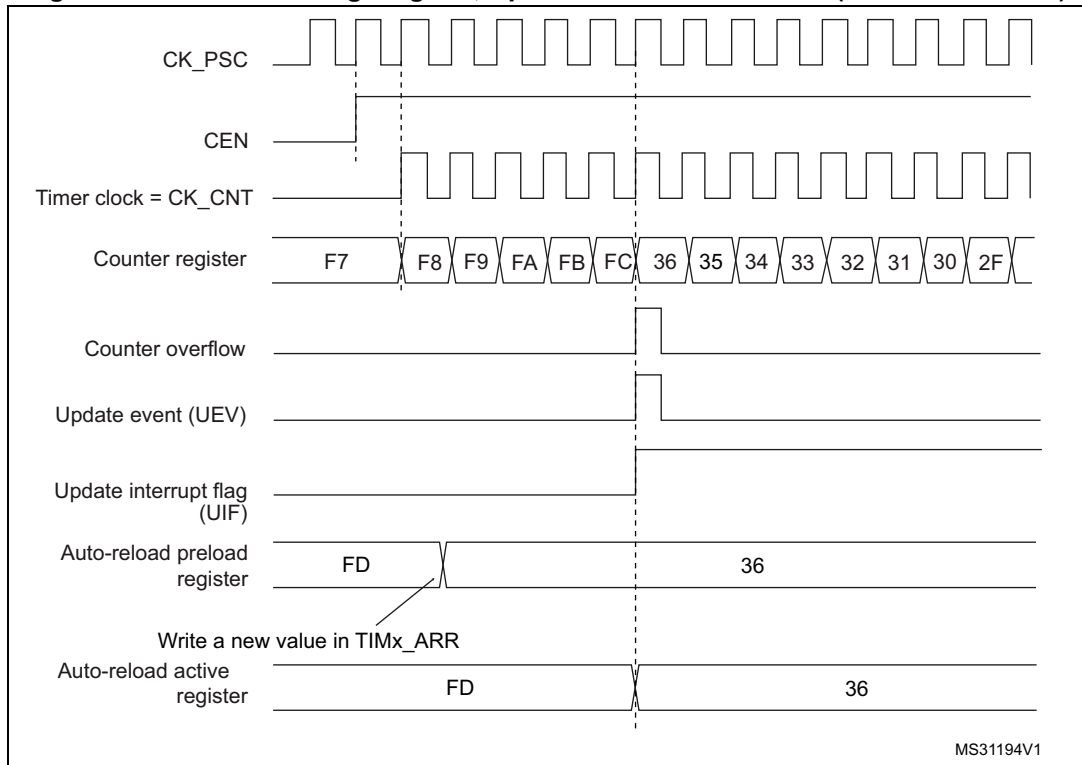 CK_PSC
CEN
Timer clock = CK_CNT
Counter register F7 F8 F9 FA FB FC 36 35 34 33 32 31 30 2F
Counter overflow
Update event (UEV)
Update interrupt flag
(UIF)
Auto-reload preload
register
FD 36
Write a new value in TIMx_ARR
Auto-reload active
register
FD 36
MS31194V1